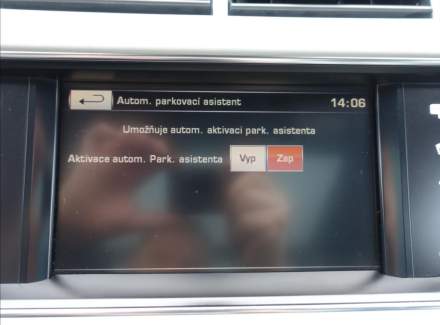 Autom. parkovací asistent 14:06
Umožňuje autom. aktivaci park. asistenta
Aktivace autom. Park. asistenta Vyp Zap